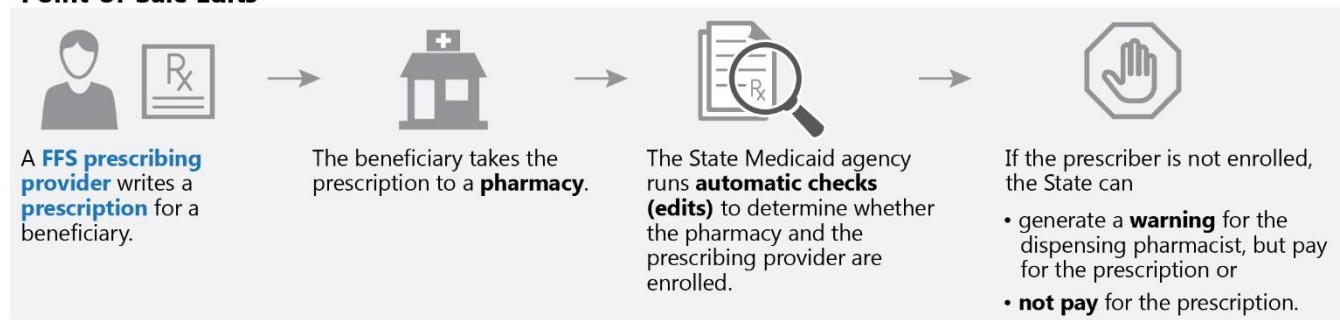 Rx
A FFS prescribing
provider writes a
prescription for a
beneficiary.
The beneficiary takes the
prescription to a pharmacy.
Rx
The State Medicaid agency
runs automatic checks
(edits) to determine whether
the pharmacy and the
prescribing provider are
enrolled.
If the prescriber is not enrolled,
the State can
• generate a warning for the
dispensing pharmacist, but pay
for the prescription or
• not pay for the prescription.